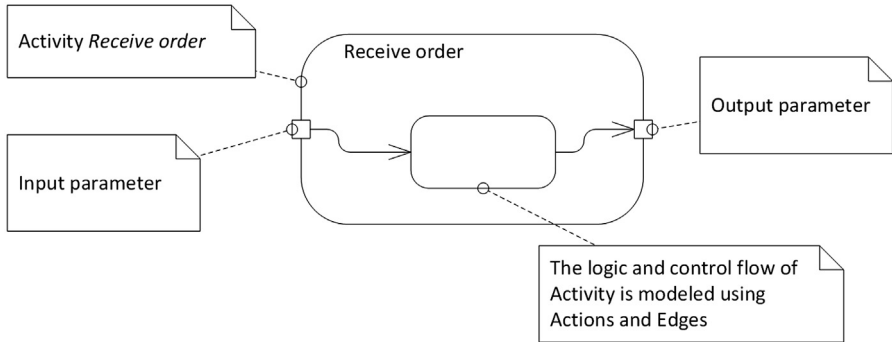 Activity Receive order
Receive order
Output parameter
Input parameter
The logic and control flow of
Activity is modeled using
Actions and Edges